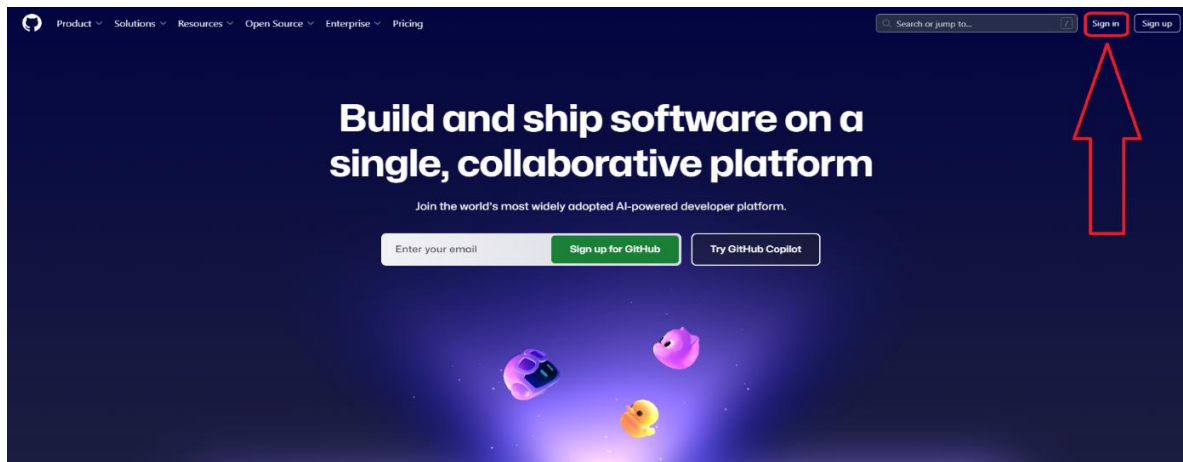 Product Solutions Resources Open Source Enterprise Pricing Search or jump to... / Sign in Sign up
Build and ship software on a
single, collaborative platform
Join the world's most widely adopted AI-powered developer platform.
Enter your email Sign up for GitHub Try GitHub Copilot